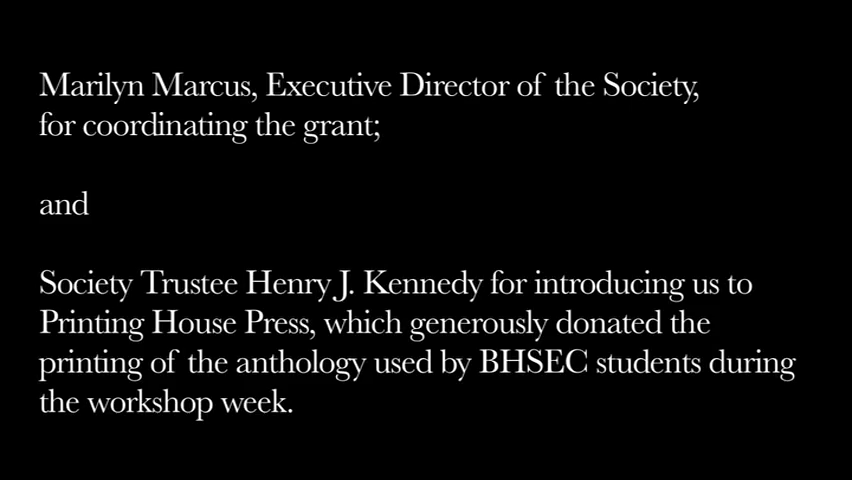 Marilyn Marcus, Executive Director of the Society,
for coordinating the grant;
and
Society Trustee Henry J. Kennedy for introducing us to
Printing House Press, which generously donated the
printing of the anthology used by BHSEC students during
the workshop week.